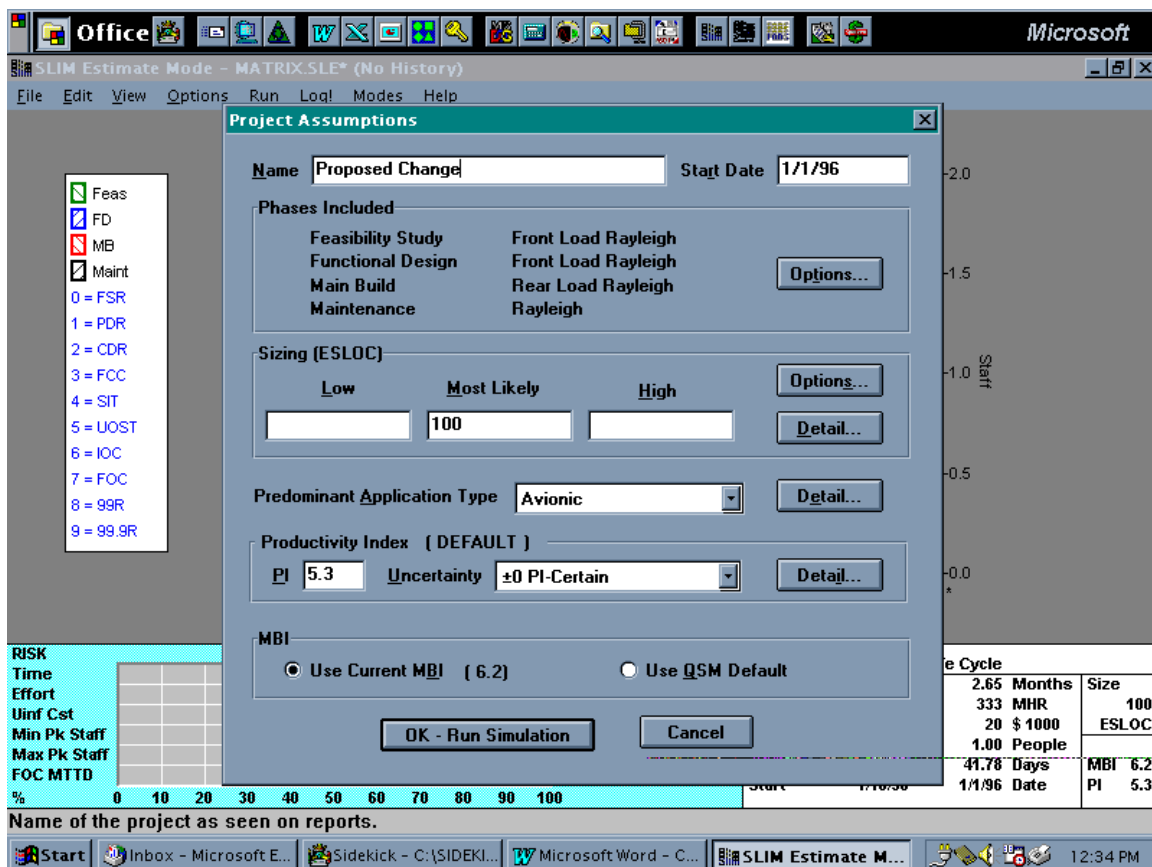 Office Microsoft
SLIM Estimate Mode - MATRIX.SLE* (No History)
File Edit View Options Run Log! Modes Help
Project Assumptions
Name Proposed Change Start Date 1/1/96
Phases Included
Feasibility Study Front Load Rayleigh
Functional Design Front Load Rayleigh
Main Build Rear Load Rayleigh
Maintenance Rayleigh
Options...
Sizing (ESLOC)
Low Most Likely High
100
Options...
Detail...
Predominant Application Type Avionic Detail...
Productivity Index ( DEFAULT )
PI 5.3 Uncertainty ±0 PI-Certain Detail...
MBI
Use Current MBI ( 6.2) Use QSM Default
OK - Run Simulation Cancel
Feas
FD
MB
Maint
0 = FSR
1 = PDR
2 = CDR
3 = FCC
4 = SIT
5 = UOST
6 = IOC
7 = FOC
8 = 99R
9 = 99.9R
2.0
1.5
1.0
0.5
0.0
*
Staff
RISK
Time
Effort
Uinf Cst
Min Pk Staff
Max Pk Staff
FOC MTTD
% 0 10 20 30 40 50 60 70 80 90 100
Cycle
2.65 Months Size
333 MHR 100
20 $ 1000 ESLOC
1.00 People
41.78 Days MBI 6.2
1/1/96 Date PI 5.3
Name of the project as seen on reports.
Start Inbox - Microsoft E... Sidekick - C:\SIDEKI... Microsoft Word - C... SLIM Estimate M... 12:34 PM